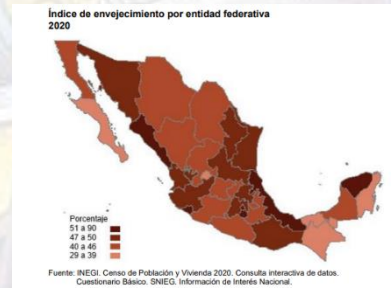 Índice de envejecimiento por entidad federativa
2020
Porcentaje
51 a 90
47 a 50
40 a 46
29 a 39
Fuente: INEGI. Censo de Población y Vivienda 2020. Consulta interactiva de datos.
Cuestionario Básico. SNIEG. Información de Interés Nacional.